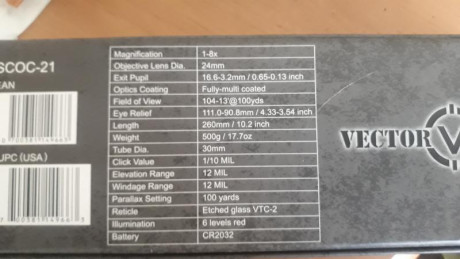 SCOC-21
EAN
UPC (USA)
Magnification 1-8x
Objective Lens Dia. 24mm
Exit Pupil 16.6-3.2mm / 0.65-0.13 inch
Optics Coating Fully-multi coated
Field of View 104-13'@100yds
Eye Relief 111.0-90.8mm / 4.33-3.54 inch
Length 260mm / 10.2 inch
Weight 500g / 17.7oz
Tube Dia. 30mm
Click Value 1/10 MIL
Elevation Range 12 MIL
Windage Range 12 MIL
Parallax Setting 100 yards
Reticle Etched glass VTC-2
Illumination 6 levels red
Battery CR2032
VECTOR